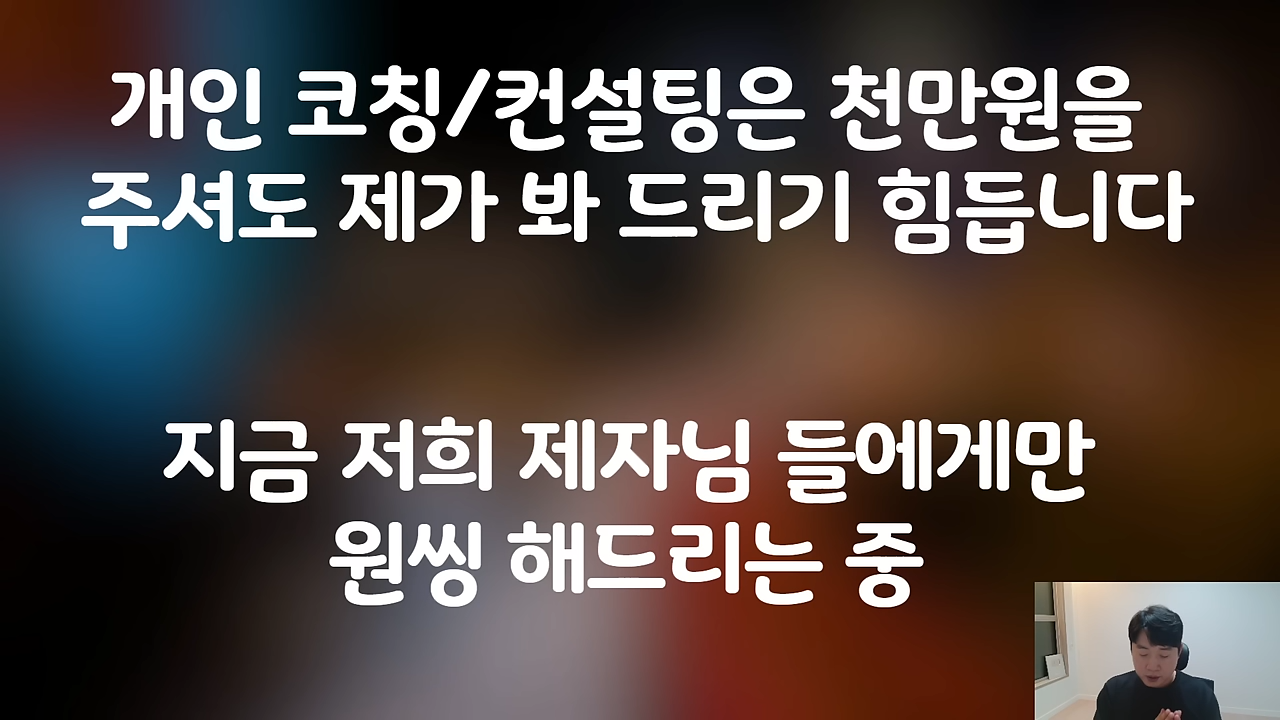 개인 코칭/컨설팅은 천만원을
주셔도 제가 봐 드리기 힘듭니다
지금 저희 제자님 들에게만
원씽 해드리는 중